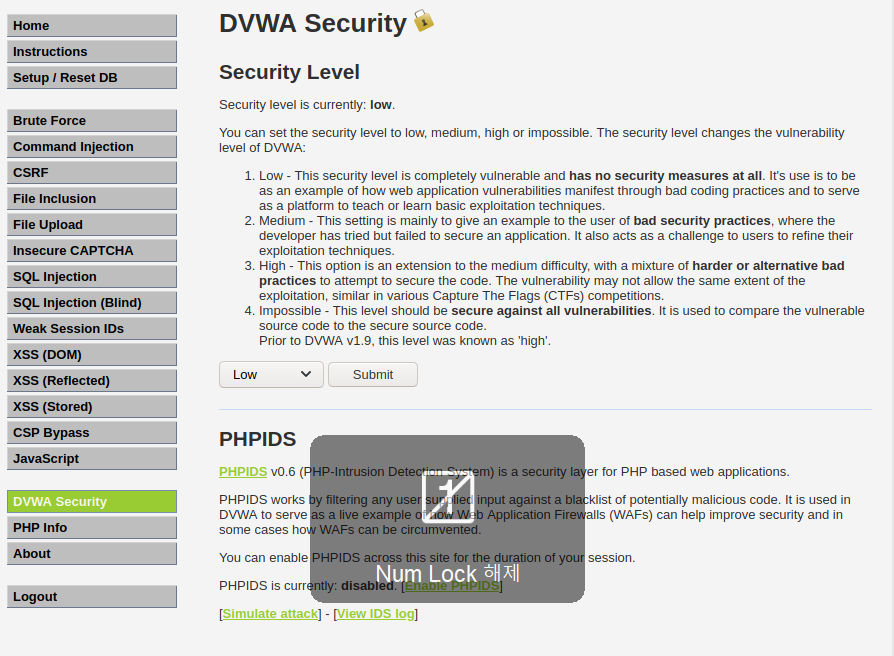 Home
Instructions
Setup / Reset DB
Brute Force
Command Injection
CSRF
File Inclusion
File Upload
Insecure CAPTCHA
SQL Injection
SQL Injection (Blind)
Weak Session IDs
XSS (DOM)
XSS (Reflected)
XSS (Stored)
CSP Bypass
JavaScript
DVWA Security
PHP Info
About
Logout
DVWA Security
Security Level
Security level is currently: low.
You can set the security level to low, medium, high or impossible. The security level changes the vulnerability
level of DVWA:
1. Low - This security level is completely vulnerable and has no security measures at all. It's use is to be
as an example of how web application vulnerabilities manifest through bad coding practices and to serve
as a platform to teach or learn basic exploitation techniques.
2. Medium - This setting is mainly to give an example to the user of bad security practices, where the
developer has tried but failed to secure an application. It also acts as a challenge to users to refine their
exploitation techniques.
3. High - This option is an extension to the medium difficulty, with a mixture of harder or alternative bad
practices to attempt to secure the code. The vulnerability may not allow the same extent of the
exploitation, similar in various Capture The Flags (CTFs) competitions.
4. Impossible - This level should be secure against all vulnerabilities. It is used to compare the vulnerable
source code to the secure source code.
Prior to DVWA v1.9, this level was known as 'high'.
Low Submit
PHPIDS
PHPIDS v0.6 (PHP-Intrusion Detection System) is a security layer for PHP based web applications.
PHPIDS works by filtering any user supplied input against a blacklist of potentially malicious code. It is used in
DVWA to serve as a live example of how Web Application Firewalls (WAFs) can help improve security and in
some cases how WAFs can be circumvented.
You can enable PHPIDS across this site for the duration of your session.
PHPIDS is currently: disabled. [Enable PHPIDS]
[Simulate attack] - [View IDS log]
1
Num Lock 해제